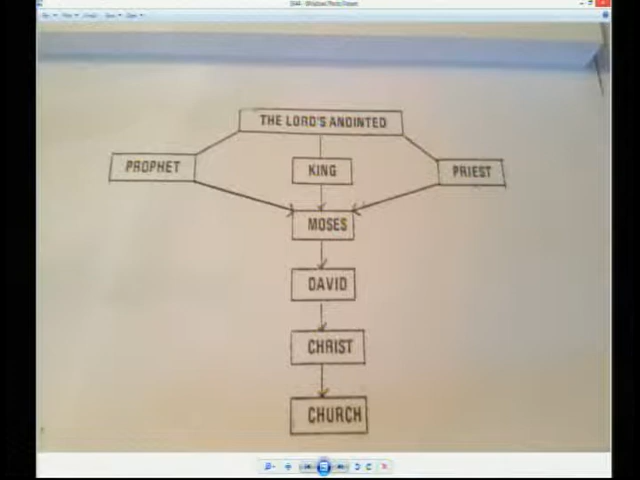 THE LORD'S ANOINTED
PROPHET
KING
PRIEST
MOSES
DAVID
CHRIST
CHURCH